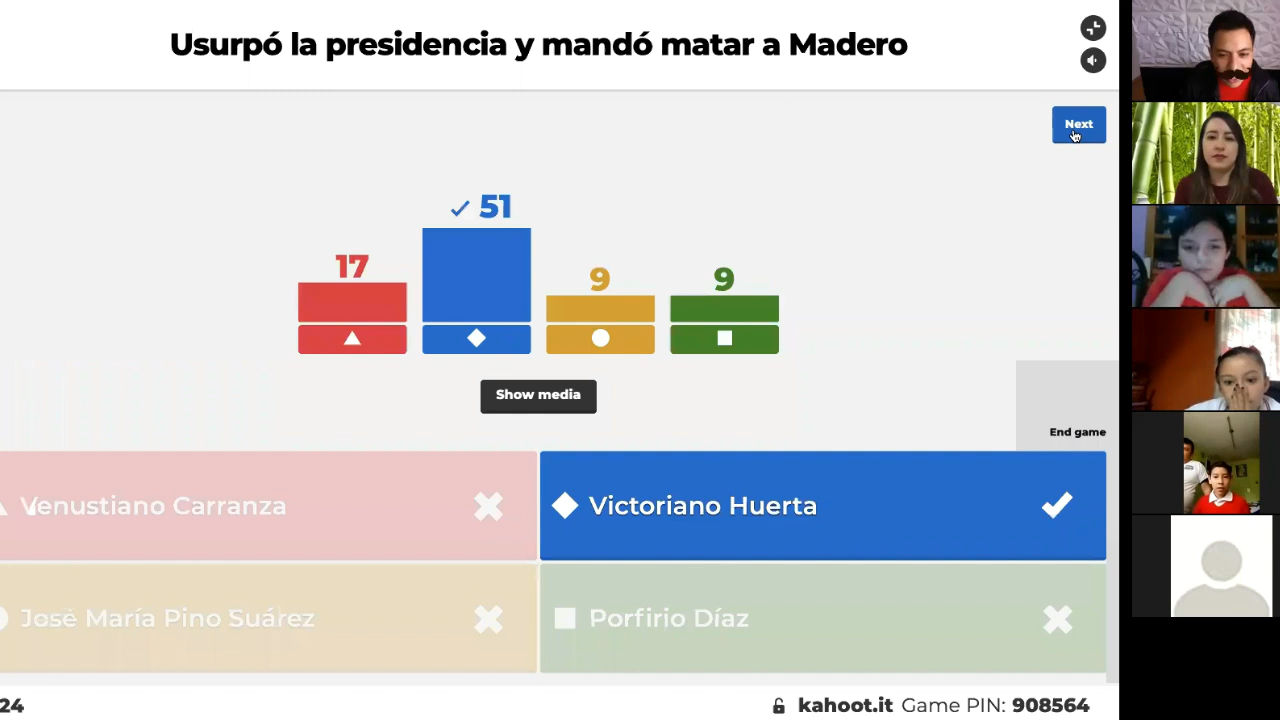 Usurpó la presidencia y mandó matar a Madero
Next
17
51
9
9
Show media
End game
Venustiano Carranza
Victoriano Huerta
José María Pino Suárez
Porfirio Díaz
24
kahoot.it Game PIN: 908564